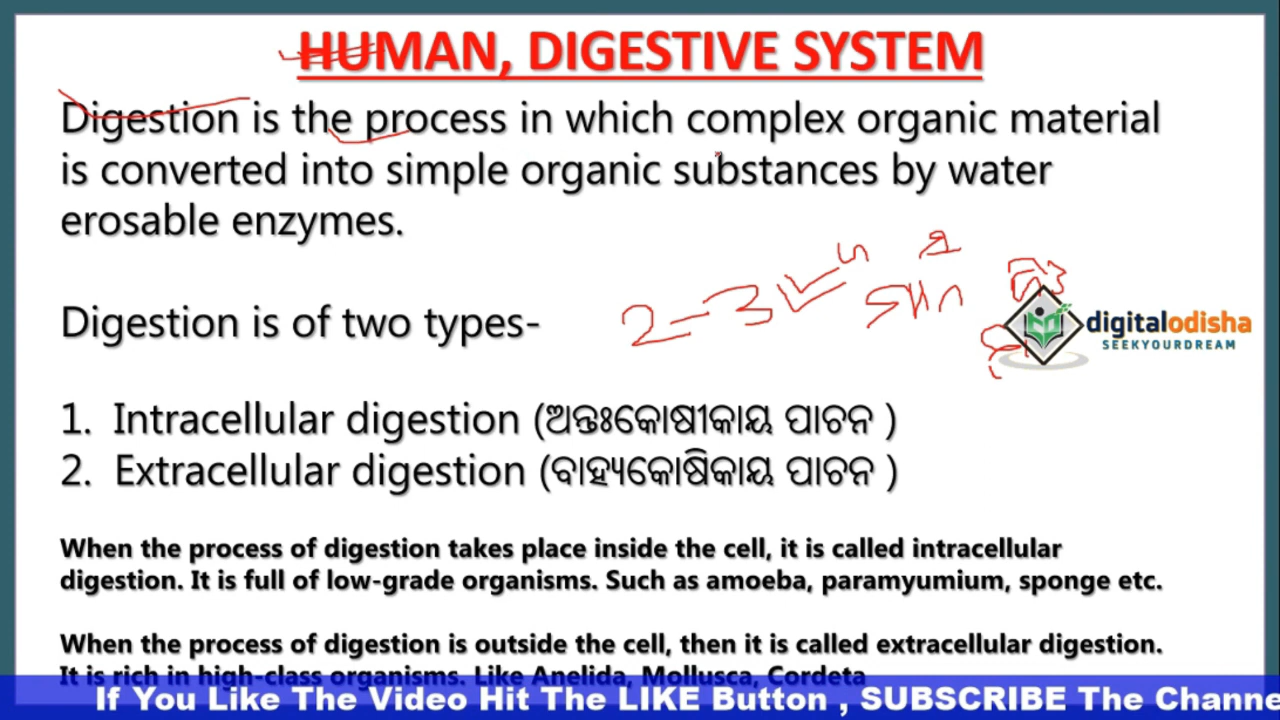 HUMAN, DIGESTIVE SYSTEM
Digestion is the process in which complex organic material
is converted into simple organic substances by water
erosable enzymes.
2-3
Digestion is of two types-
digitalodisha
SEEKYOURDREAM
1. Intracellular digestion (ଅନ୍ତଃକୋଷୀକାୟ ପାଚନ )
2. Extracellular digestion (ବାହ୍ୟକୋଷିକାୟ ପାଚନ )
When the process of digestion takes place inside the cell, it is called intracellular
digestion. It is full of low-grade organisms. Such as amoeba, paramyumium, sponge etc.
When the process of digestion is outside the cell, then it is called extracellular digestion.
It is rich in high-class organisms. Like Anelida, Mollusca, Cordeta
If You Like The Video Hit The LIKE Button , SUBSCRIBE The Channe